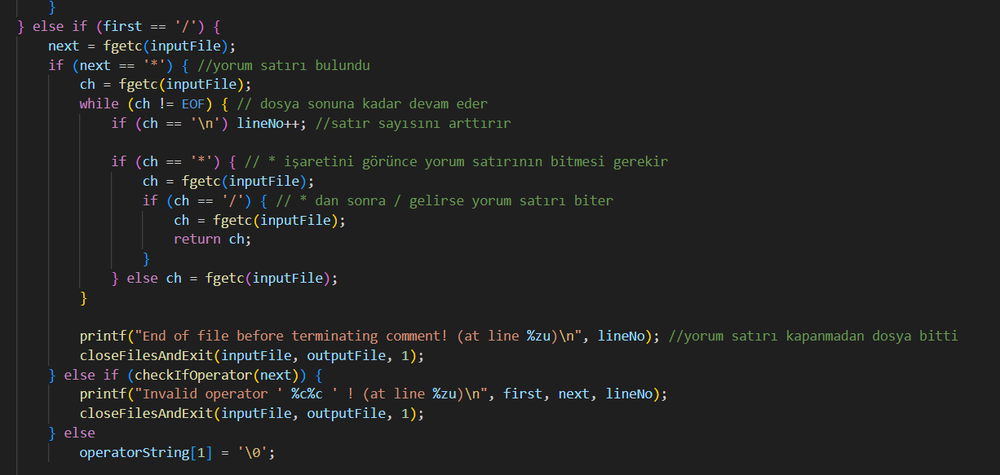 }
} else if (first == '/') {
    next = fgetc(inputFile);
    if (next == '*') { //yorum satırı bulundu
        ch = fgetc(inputFile);
        while (ch != EOF) { // dosya sonuna kadar devam eder
            if (ch == '\n') lineNo++; //satır sayısını arttırır

            if (ch == '*') { // * işaretini görünce yorum satırının bitmesi gerekir
                ch = fgetc(inputFile);
                if (ch == '/') { // * dan sonra / gelirse yorum satırı biter
                    ch = fgetc(inputFile);
                    return ch;
                }
            } else ch = fgetc(inputFile);
        }

        printf("End of file before terminating comment! (at line %zu)\n", lineNo); //yorum satırı kapanmadan dosya bitti
        closeFilesAndExit(inputFile, outputFile, 1);
    } else if (checkIfOperator(next)) {
        printf("Invalid operator ' %c%c ' ! (at line %zu)\n", first, next, lineNo);
        closeFilesAndExit(inputFile, outputFile, 1);
    } else
        operatorString[1] = '\0';